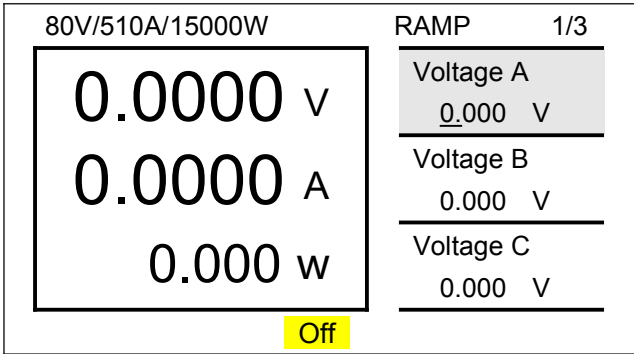 80V/510A/15000W
RAMP 1/3
0.0000 V
0.0000 A
0.000 W
Voltage A
0.000 V
Voltage B
0.000 V
Voltage C
0.000 V
Off